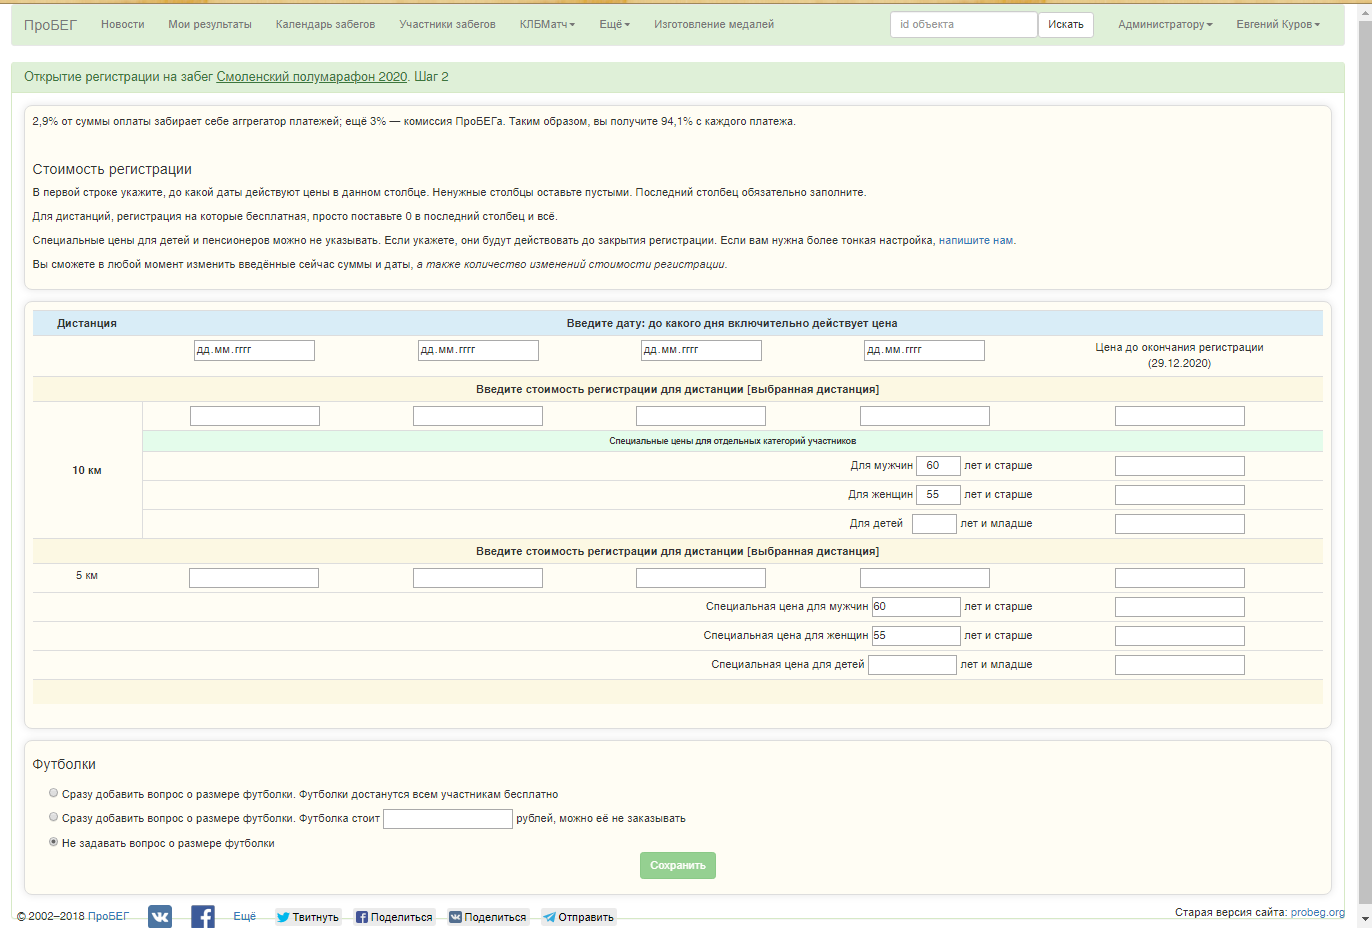 ПроБЕГ Новости Мои результаты Календарь забегов Участники забегов КЛБМатч Ещё Изготовление медалей id объекта Искать Администратору Евгений Куров
Открытие регистрации на забег Смоленский полумарафон 2020. Шаг 2
2,9% от суммы оплаты забирает себе аггрегатор платежей; ещё 3% — комиссия ПроБЕГа. Таким образом, вы получите 94,1% с каждого платежа.
Стоимость регистрации
В первой строке укажите, до какой даты действуют цены в данном столбце. Ненужные столбцы оставьте пустыми. Последний столбец обязательно заполните.
Для дистанций, регистрация на которые бесплатная, просто поставьте 0 в последний столбец и всё.
Специальные цены для детей и пенсионеров можно не указывать. Если укажете, они будут действовать до закрытия регистрации. Если вам нужна более тонкая настройка, напишите нам.
Вы сможете в любой момент изменить введённые сейчас суммы и даты, а также количество изменений стоимости регистрации.
Дистанция Введите дату: до какого дня включительно действует цена
дд.мм.гггг дд.мм.гггг дд.мм.гггг дд.мм.гггг Цена до окончания регистрации
(29.12.2020)
Введите стоимость регистрации для дистанции [выбранная дистанция]
Специальные цены для отдельных категорий участников
10 км Для мужчин 60 лет и старше
Для женщин 55 лет и старше
Для детей лет и младше
Введите стоимость регистрации для дистанции [выбранная дистанция]
5 км
Специальная цена для мужчин 60 лет и старше
Специальная цена для женщин 55 лет и старше
Специальная цена для детей лет и младше
Футболки
Сразу добавить вопрос о размере футболки. Футболки достанутся всем участникам бесплатно
Сразу добавить вопрос о размере футболки. Футболка стоит рублей, можно её не заказывать
Не задавать вопрос о размере футболки
Сохранить
© 2002–2018 ПроБЕГ Ещё Твитнуть Поделиться Поделиться Отправить Старая версия сайта: probeg.org